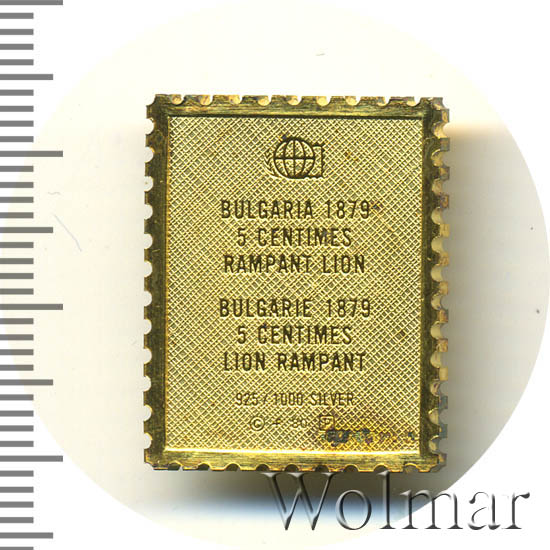 BULGARIA 1879
5 CENTIMES
RAMPANT LION
BULGARIE 1879
5 CENTIMES
LION RAMPANT
925/1000 SILVER
©
Wolmar